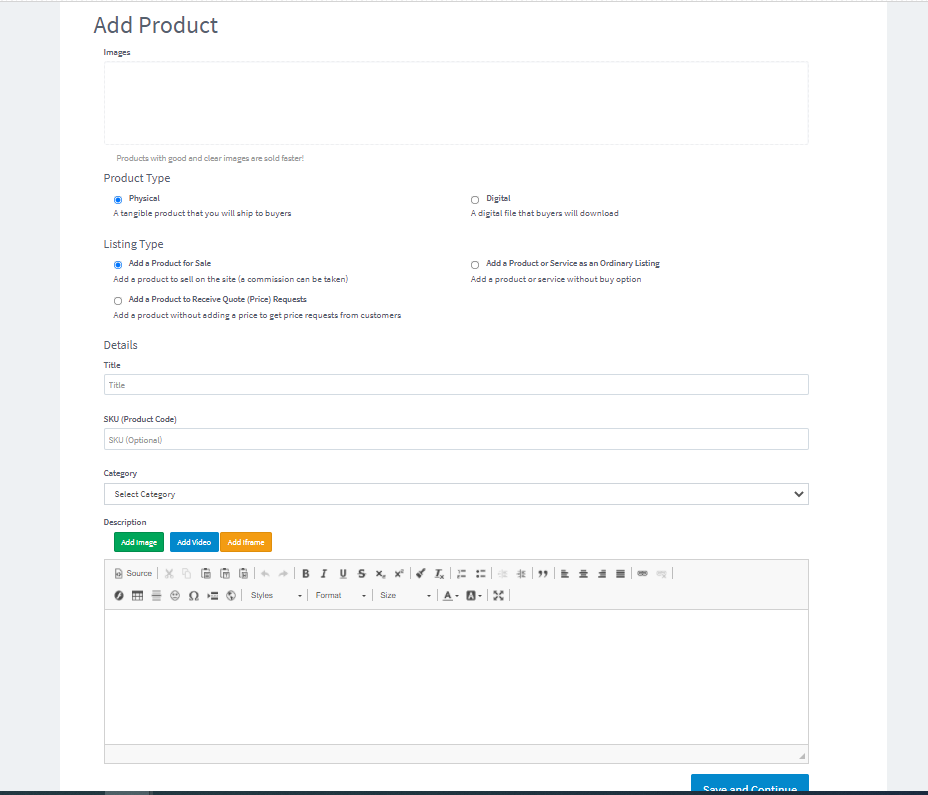 Add Product
Images
Products with good and clear images are sold faster!
Product Type
Physical
Digital
A tangible product that you will ship to buyers
A digital file that buyers will download
Listing Type
Add a Product for Sale
Add a Product or Service as an Ordinary Listing
Add a product to sell on the site (a commission can be taken)
Add a product or service without buy option
Add a Product to Receive Quote (Price) Requests
Add a product without adding a price to get price requests from customers
Details
Title
Title
SKU (Product Code)
SKU (Optional)
Category
Select Category
Description
Add Image Add Video Add Iframe
Source
Styles Format Size
Save and Continue